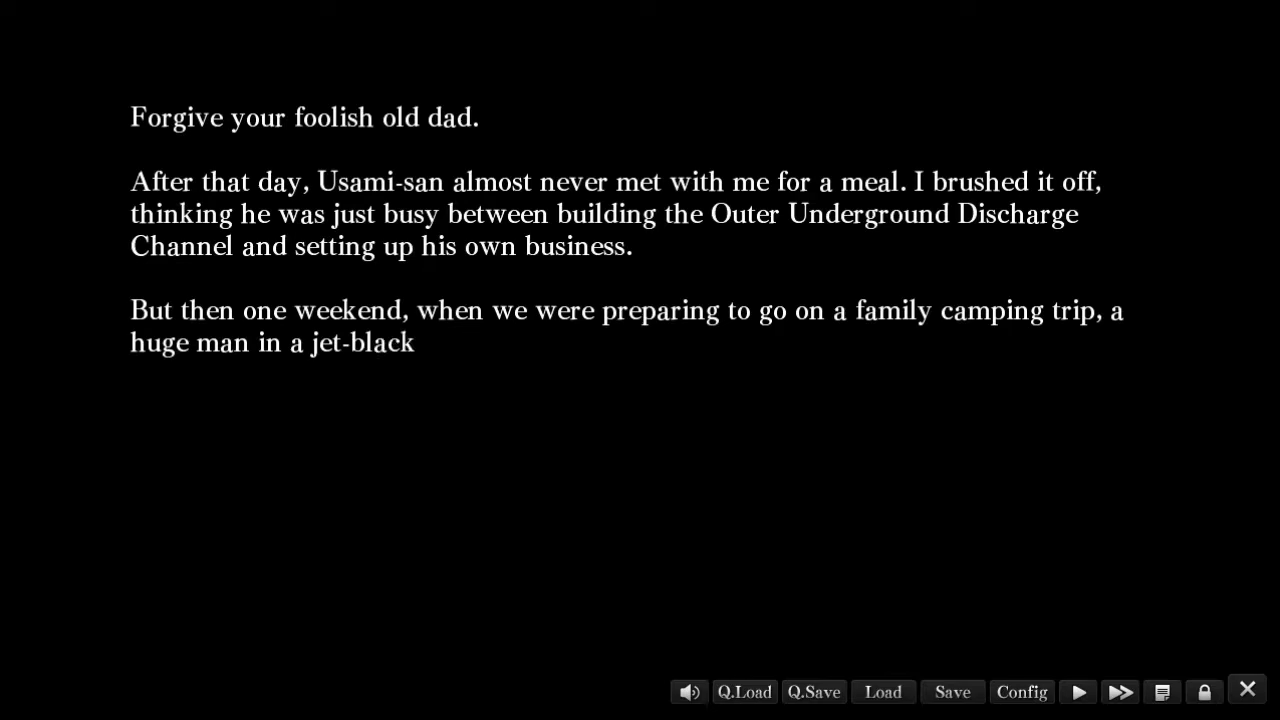 Forgive your foolish old dad.
After that day, Usami-san almost never met with me for a meal. I brushed it off,
thinking he was just busy between building the Outer Underground Discharge
Channel and setting up his own business.
But then one weekend, when we were preparing to go on a family camping trip, a
huge man in a jet-black
Q.Load Q.Save Load Save Config